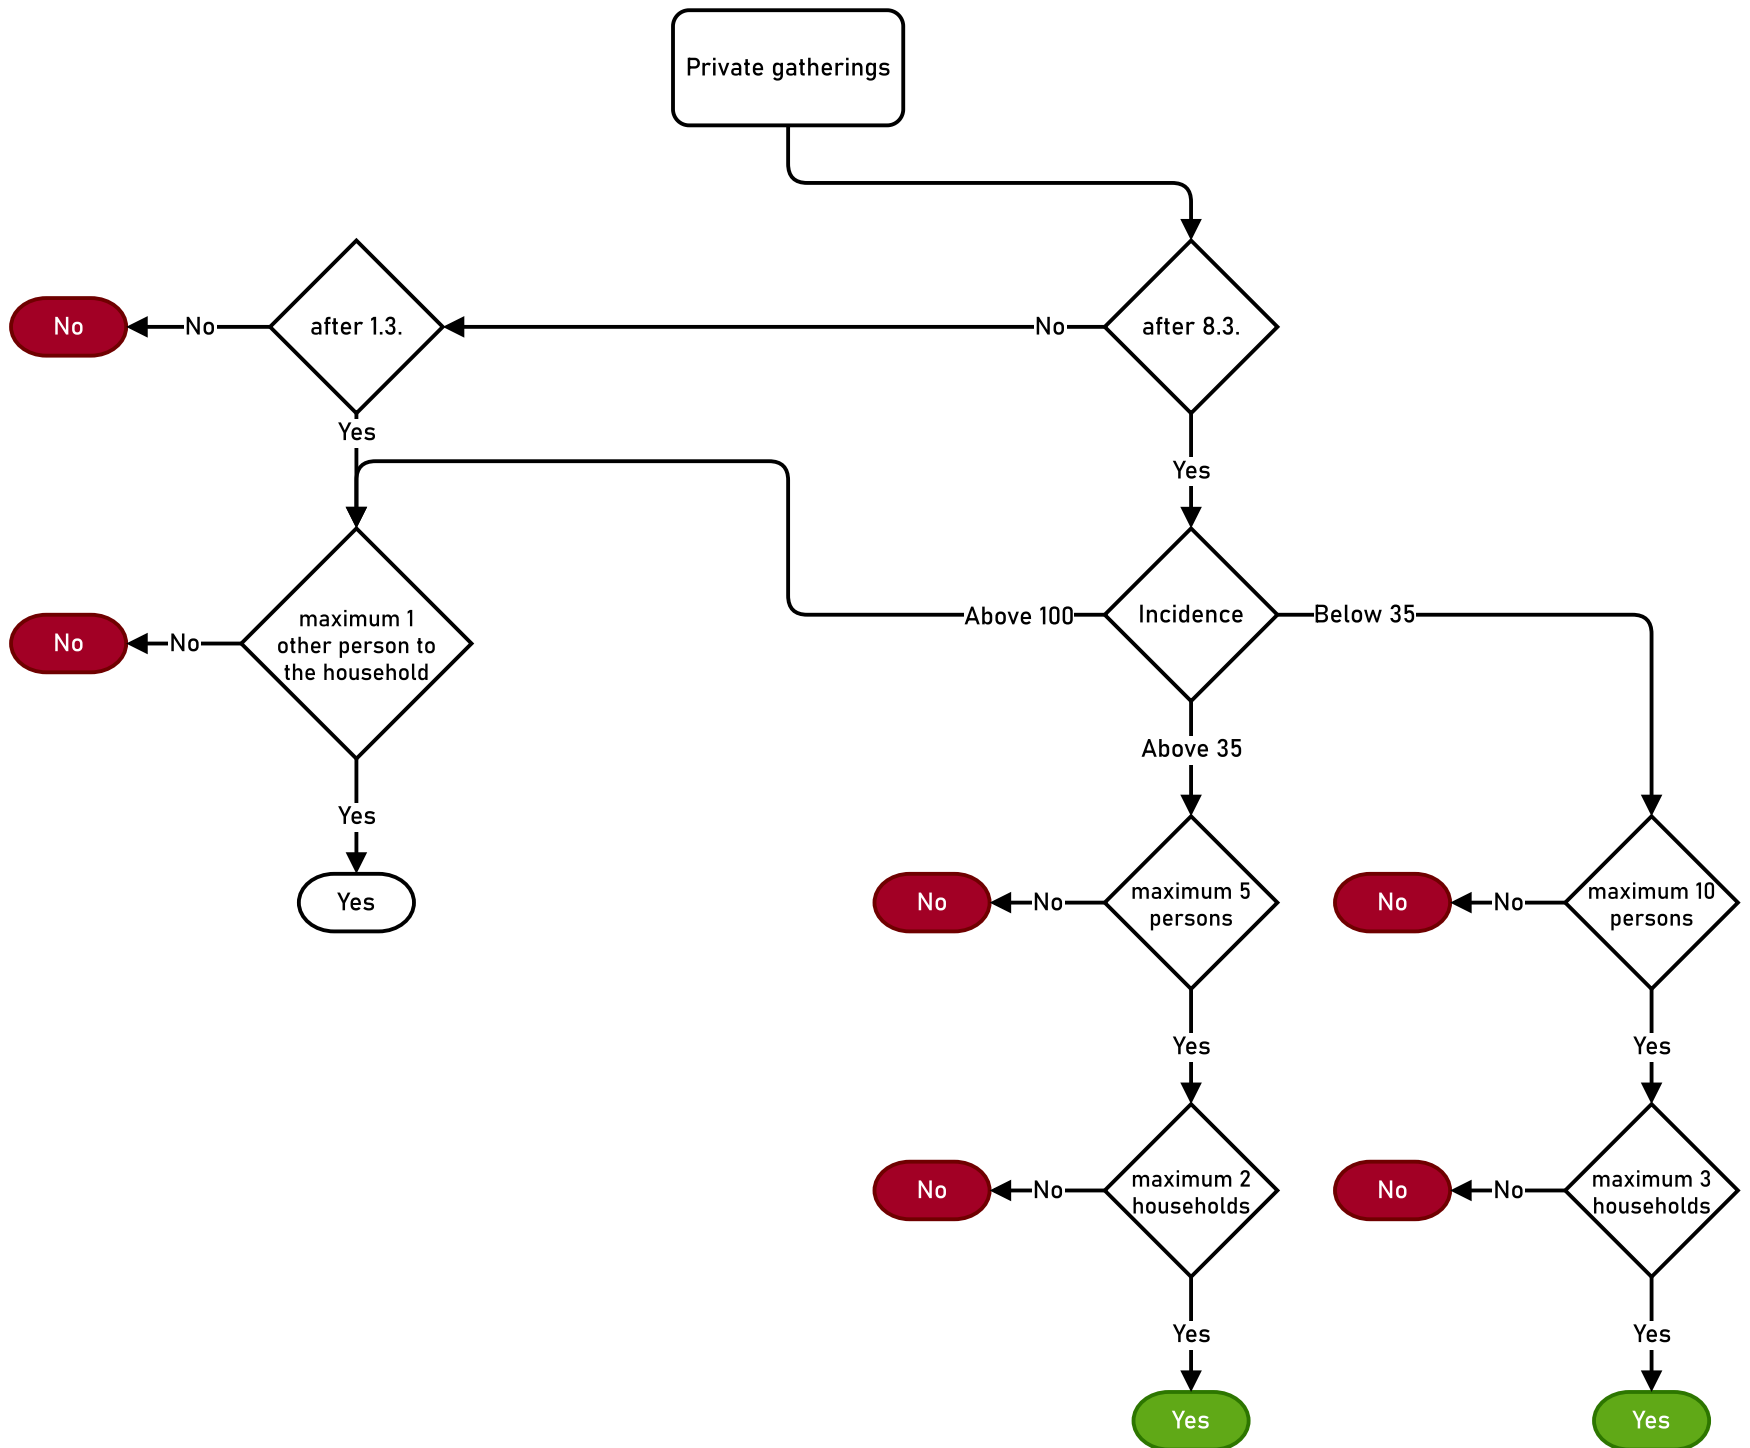 Private gatherings
No
No
after 1.3.
No
after 8.3.
Yes
Yes
Above 100
Incidence
Below 35
No
No
maximum 1
other person to
the household
Above 35
Yes
Yes
No
No
maximum 5
persons
No
No
maximum 10
persons
Yes
Yes
No
No
maximum 2
households
No
No
maximum 3
households
Yes
Yes
Yes
Yes